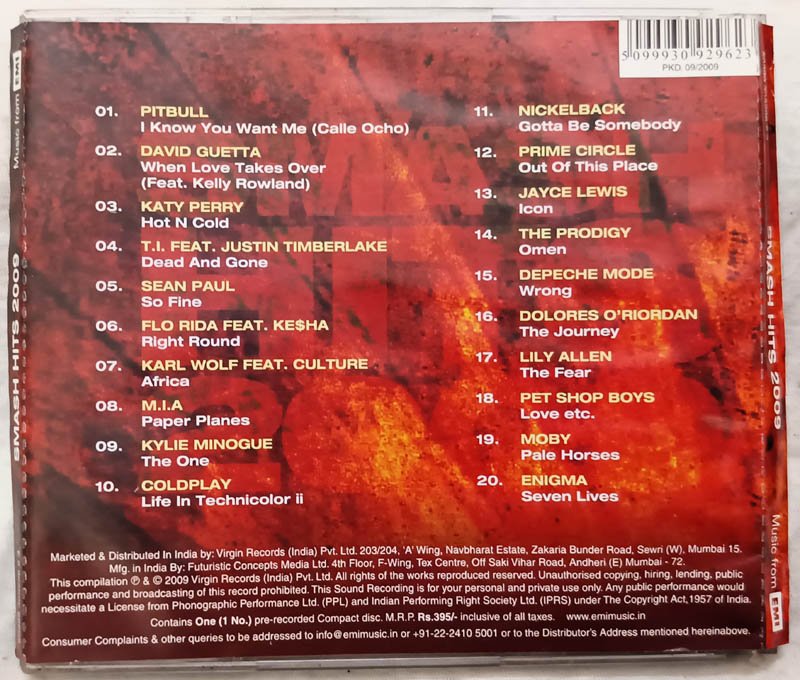 5 099930 929623
PKD. 09/2009
Music from EMI
SMASH HITS 2009
01. PITBULL
I Know You Want Me (Calle Ocho)
02. DAVID GUETTA
When Love Takes Over
(Feat. Kelly Rowland)
03. KATY PERRY
Hot N Cold
04. T.I. FEAT. JUSTIN TIMBERLAKE
Dead And Gone
05. SEAN PAUL
So Fine
06. FLO RIDA FEAT. KE$HA
Right Round
07. KARL WOLF FEAT. CULTURE
Africa
08. M.I.A
Paper Planes
09. KYLIE MINOGUE
The One
10. COLDPLAY
Life In Technicolor ii
11. NICKELBACK
Gotta Be Somebody
12. PRIME CIRCLE
Out Of This Place
13. JAYCE LEWIS
Icon
14. THE PRODIGY
Omen
15. DEPECHE MODE
Wrong
16. DOLORES O'RIORDAN
The Journey
17. LILY ALLEN
The Fear
18. PET SHOP BOYS
Love etc.
19. MOBY
Pale Horses
20. ENIGMA
Seven Lives
SMASH HITS 2009
SMASH HITS 2009
Music from EMI
Marketed & Distributed In India by: Virgin Records (India) Pvt. Ltd. 203/204, 'A' Wing, Navbharat Estate, Zakaria Bunder Road, Sewri (W), Mumbai 15.
Mfg. in India By: Futuristic Concepts Media Ltd. 4th Floor, F-Wing, Tex Centre, Off Saki Vihar Road, Andheri (E) Mumbai - 72.
This compilation ℗ & © 2009 Virgin Records (India) Pvt. Ltd. All rights of the works reproduced reserved. Unauthorised copying, hiring, lending, public
performance and broadcasting of this record prohibited. This Sound Recording is for your personal and private use only. Any public performance would
necessitate a License from Phonographic Performance Ltd. (PPL) and Indian Performing Right Society Ltd. (IPRS) under The Copyright Act,1957 of India.
Contains One (1 No.) pre-recorded Compact disc. M.R.P. Rs.395/- inclusive of all taxes. www.emimusic.in
Consumer Complaints & other queries to be addressed to info@emimusic.in or +91-22-2410 5001 or to the Distributor's Address mentioned hereinabove.